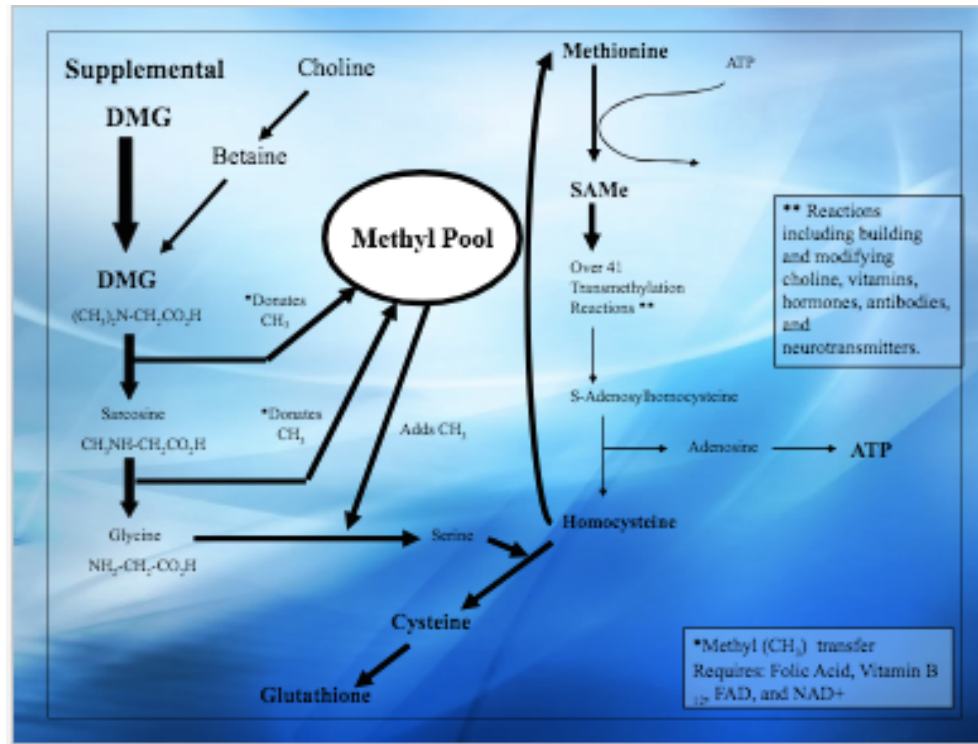 Supplemental
DMG
Choline
Betaine
DMG
(CH₃)₂N-CH₂CO₂H
*Donates
CH₃
Sarcosine
CH₃NH-CH₂CO₂H
*Donates
CH₃
Glycine
NH₂-CH₂-CO₂H
Methyl Pool
Adds CH₃
Serine
Cysteine
Glutathione
Methionine
ATP
SAMe
Over 41
Transmethylation
Reactions **
S-Adenosylhomocysteine
Adenosine
ATP
Homocysteine
** Reactions
including building
and modifying
choline, vitamins,
hormones, antibodies,
and
neurotransmitters.
*Methyl (CH₃) transfer
Requires: Folic Acid, Vitamin B
₁₂, FAD, and NAD+